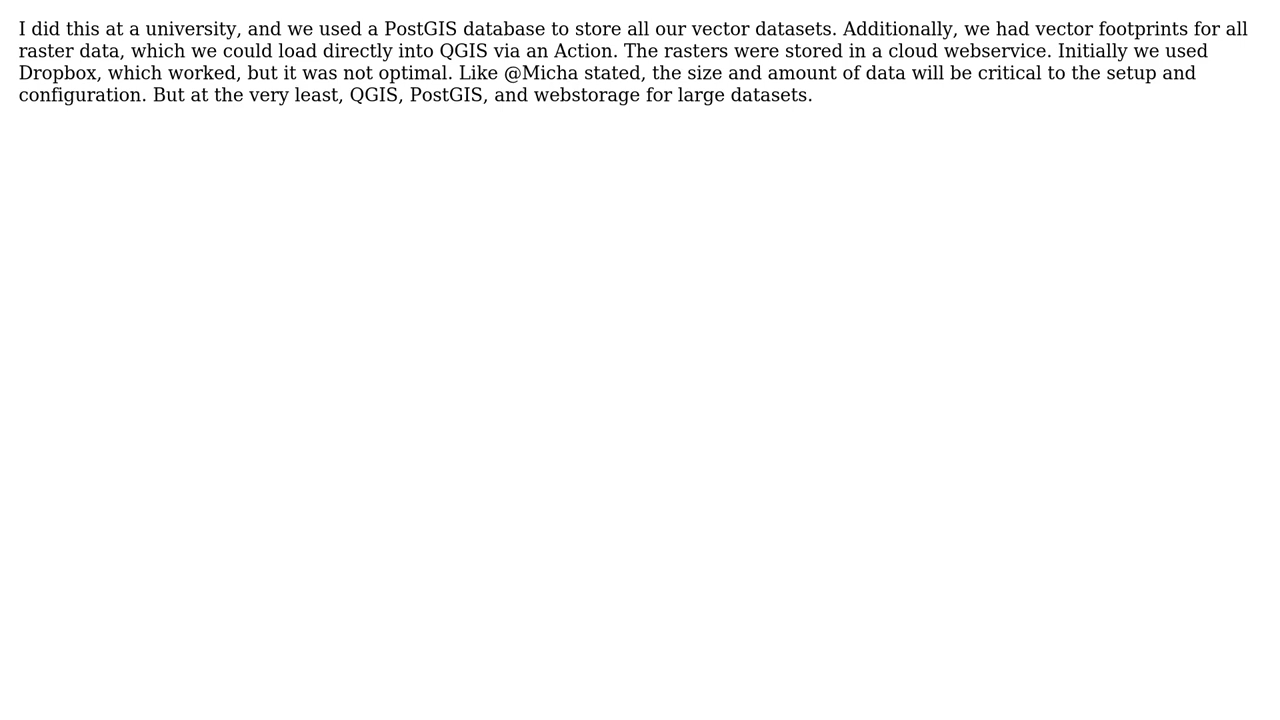 I did this at a university, and we used a PostGIS database to store all our vector datasets. Additionally, we had vector footprints for all
raster data, which we could load directly into QGIS via an Action. The rasters were stored in a cloud webservice. Initially we used
Dropbox, which worked, but it was not optimal. Like @Micha stated, the size and amount of data will be critical to the setup and
configuration. But at the very least, QGIS, PostGIS, and webstorage for large datasets.